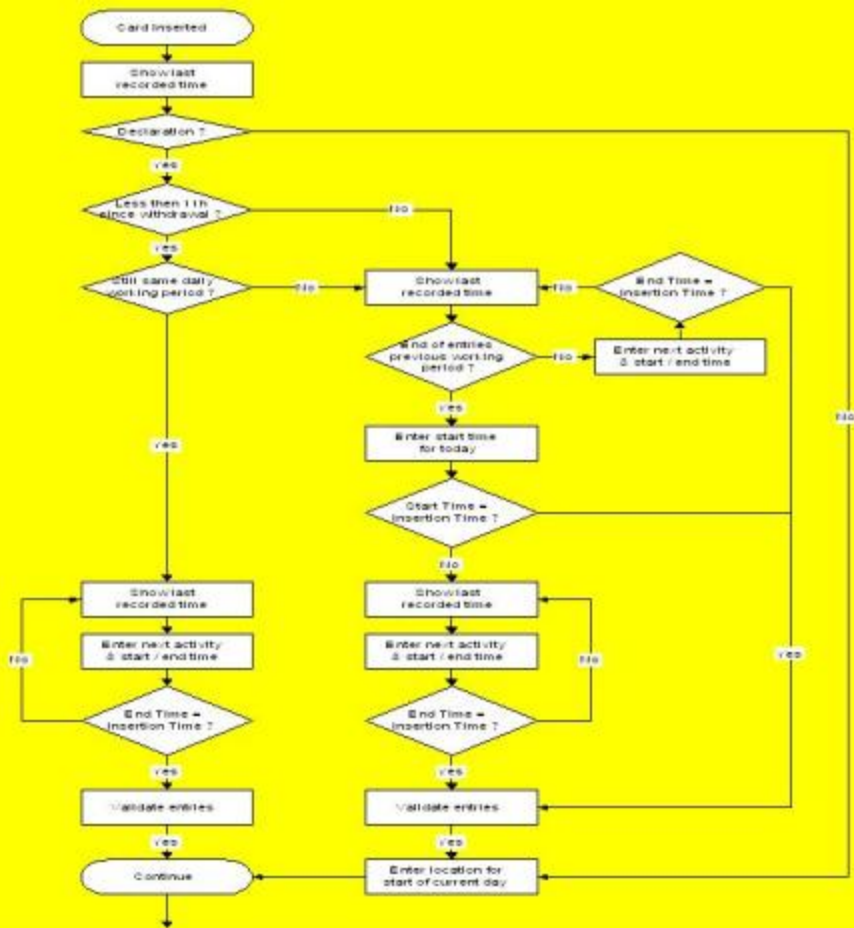 Card Inserted
Show last
recorded time
Declaration ?
Yes
Less then 11h
since withdrawal ?
No
Yes
Still same daily
working period ?
No
Show last
recorded time
No
End Time =
Insertion Time ?
End of entries
previous working
period ?
No
Enter next activity
& start / end time
Yes
No
Yes
Enter start time
for today
Start Time =
Insertion Time ?
No
Show last
recorded time
Show last
recorded time
Enter next activity
& start / end time
Enter next activity
& start / end time
No
No
Yes
End Time =
Insertion Time ?
End Time =
Insertion Time ?
Yes
Yes
Validate entries
Validate entries
Yes
Yes
Continue
Enter location for
start of current day